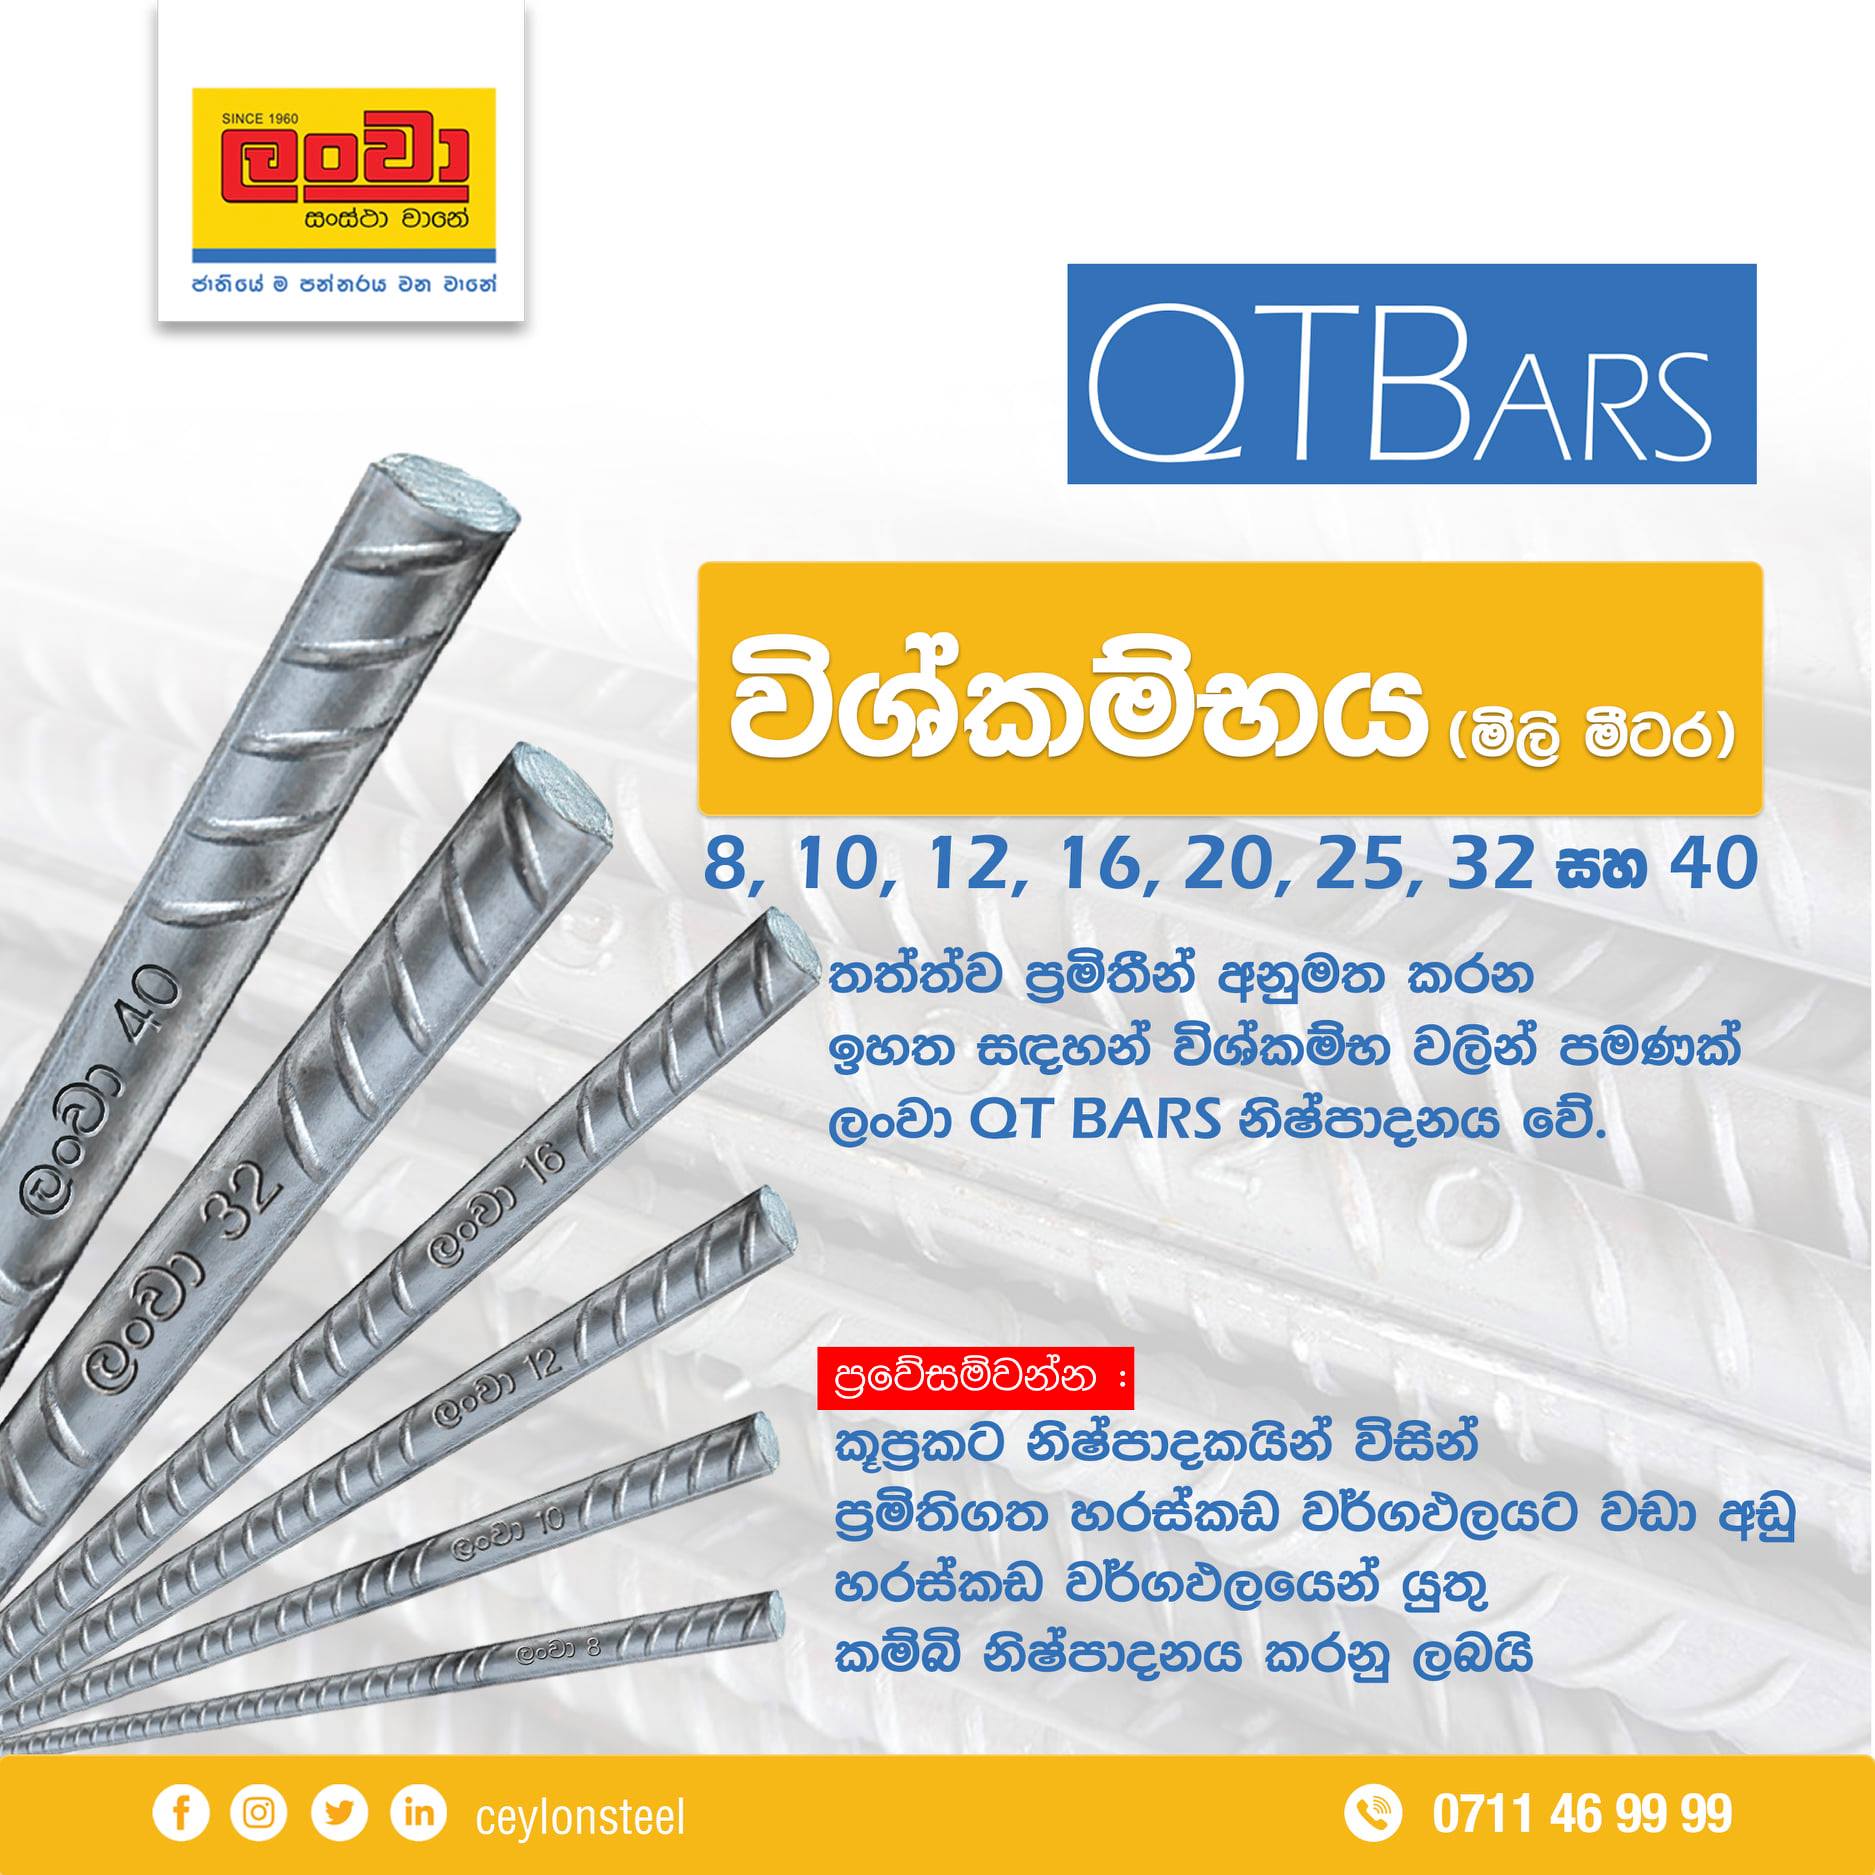 SINCE 1960
ලංවා
සංස්ථා වානේ
ජාතියේ ම පන්නරය වන වානේ
QTBARS
විශ්කම්භය (මිලි මීටර)
8, 10, 12, 16, 20, 25, 32 සහ 40
තත්ත්ව ප්‍රමිතීන් අනුමත කරන
ඉහත සඳහන් විශ්කම්භ වලින් පමණක්
ලංවා QT BARS නිෂ්පාදනය වේ.
ලංවා 40
ලංවා 32
ලංවා 16
ලංවා 12
ලංවා 10
ලංවා 8
ප්‍රවේසම්වන්න :
කූප්‍රකට නිෂ්පාදකයින් විසින්
ප්‍රමිතිගත හරස්කඩ වර්ගඵලයට වඩා අඩු
හරස්කඩ වර්ගඵලයෙන් යුතු
කම්බි නිෂ්පාදනය කරනු ලබයි
ceylonsteel
0711 46 99 99